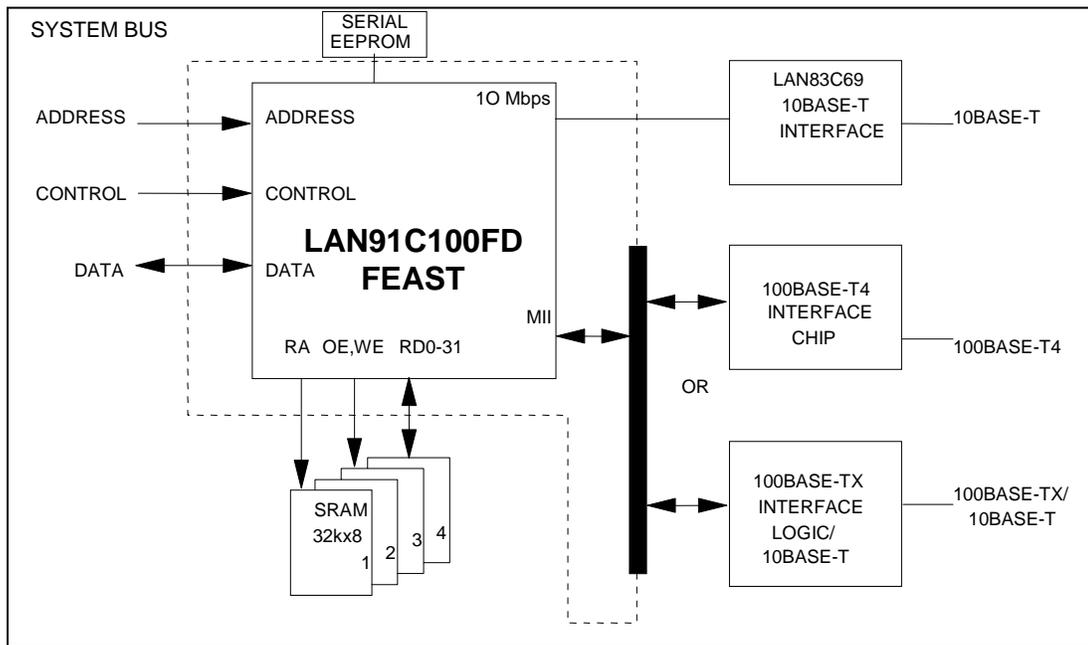 SYSTEM BUS
SERIAL
EEPROM
ADDRESS
CONTROL
DATA
ADDRESS
CONTROL
DATA
1O Mbps
LAN91C100FD
FEAST
MII
RA OE,WE RD0-31
SRAM
32kx8
1
2
3
4
LAN83C69
10BASE-T
INTERFACE
10BASE-T
100BASE-T4
INTERFACE
CHIP
100BASE-T4
OR
100BASE-TX
INTERFACE
LOGIC/
10BASE-T
100BASE-TX/
10BASE-T